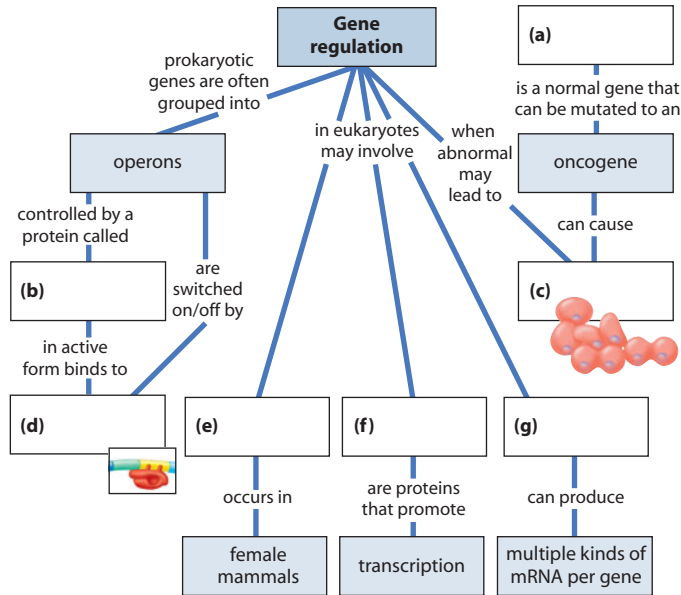 Gene
regulation
(a)
prokaryotic
genes are often
grouped into
is a normal gene that
can be mutated to an
in eukaryotes
may involve
when
abnormal
may
lead to
operons
oncogene
controlled by a
protein called
can cause
are
switched
on/off by
(b)
(c)
in active
form binds to
(d)
(e)
(f)
(g)
occurs in
are proteins
that promote
can produce
female
mammals
transcription
multiple kinds of
mRNA per gene